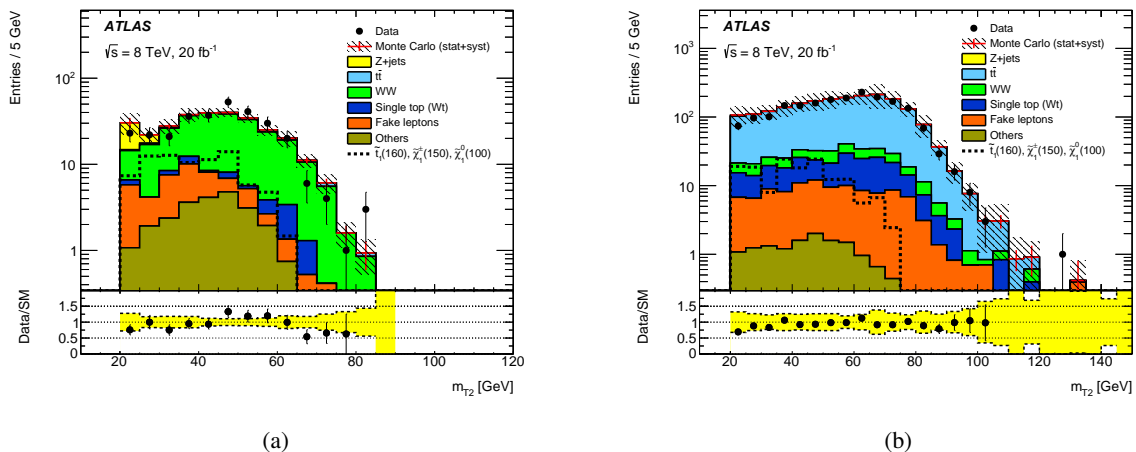 ATLAS
√s = 8 TeV, 20 fb⁻¹
Data
Monte Carlo (stat+syst)
Z+jets
tt̄
WW
Single top (Wt)
Fake leptons
Others
t̃₁(160), χ̃₁±(150), χ̃₁⁰(100)
Entries / 5 GeV
10²
10
1
Data/SM
1.5
1
0.5
0
20 40 60 80 100 120
m_T2 [GeV]
(a)
ATLAS
√s = 8 TeV, 20 fb⁻¹
Data
Monte Carlo (stat+syst)
Z+jets
tt̄
WW
Single top (Wt)
Fake leptons
Others
t̃₁(160), χ̃₁±(150), χ̃₁⁰(100)
Entries / 5 GeV
10³
10²
10
1
Data/SM
1.5
1
0.5
0
20 40 60 80 100 120 140
m_T2 [GeV]
(b)